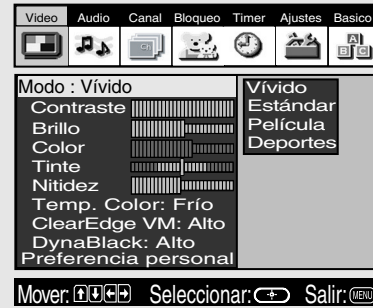 Video Audio Canal Bloqueo Timer Ajustes Basico
A
B C
Modo : Vívido
Contraste
Brillo
Color
Tinte
Nitidez
Temp. Color: Frío
ClearEdge VM: Alto
DynaBlack: Alto
Preferencia personal
Vívido
Estándar
Película
Deportes
Mover: Seleccionar: Salir: MENU